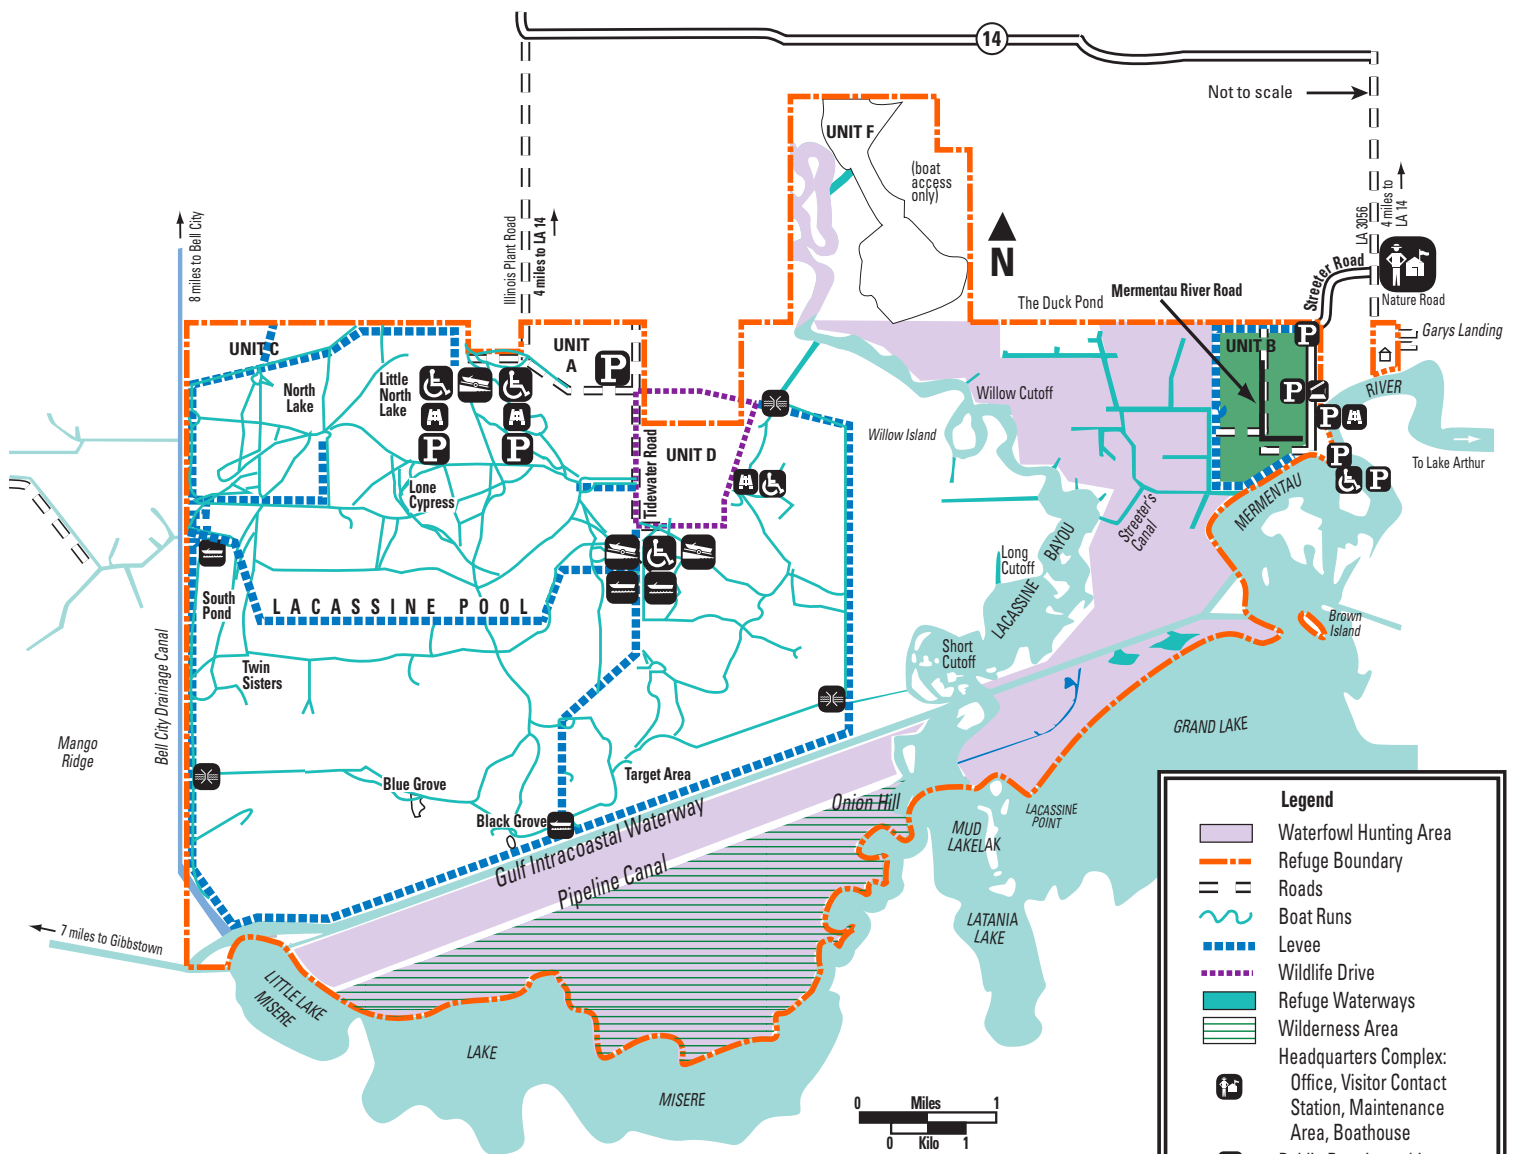 14
Not to scale
UNIT F
(boat
access
only)
8 miles to Bell City
Illinois Plant Road
4 miles to LA 14
LA 3056
4 miles to
LA 14
N
Streeter Road
Nature Road
The Duck Pond
Mermentau River Road
Garys Landing
UNIT C
UNIT
A
P
UNIT B
P
North
Lake
Little
North
Lake
P
P
P
P
RIVER
Willow Cutoff
Willow Island
To Lake Arthur
UNIT D
Tidewater Road
Lone
Cypress
P
P
MERMENTAU
Streeter's
Canal
BAYOU
LACASSINE
Long
Cutoff
South
Pond
LACASSINE POOL
Brown
Island
Short
Cutoff
Twin
Sisters
Bell City Drainage Canal
Mango
Ridge
GRAND LAKE
Target Area
Blue Grove
Black Grove
Onion Hill
Gulf Intracoastal Waterway
Pipeline Canal
LACASSINE
POINT
MUD
LAKELAK
LATANIA
LAKE
7 miles to Gibbstown
LITTLE LAKE
MISERE
LAKE
MISERE
0 Miles 1
0 Kilo 1
Legend
Waterfowl Hunting Area
Refuge Boundary
Roads
Boat Runs
Levee
Wildlife Drive
Refuge Waterways
Wilderness Area
Headquarters Complex:
Office, Visitor Contact
Station, Maintenance
Area, Boathouse